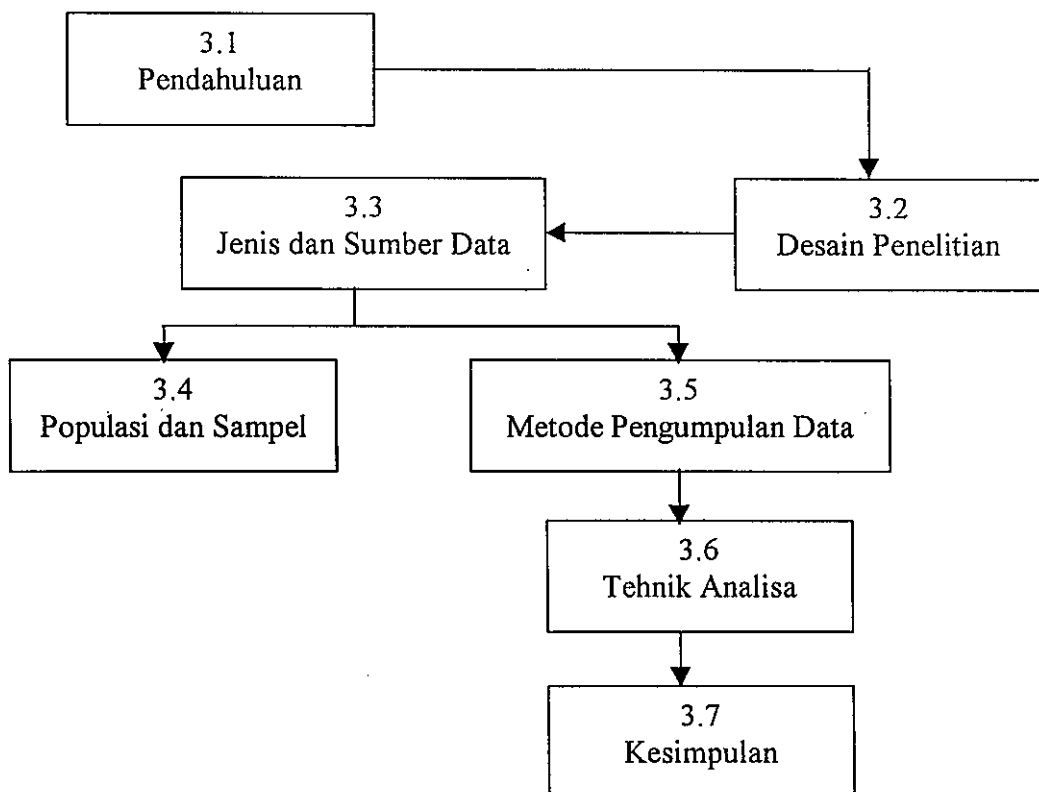 3.1
Pendahuluan
3.2
Desain Penelitian
3.3
Jenis dan Sumber Data
3.4
Populasi dan Sampel
3.5
Metode Pengumpulan Data
3.6
Tehnik Analisa
3.7
Kesimpulan